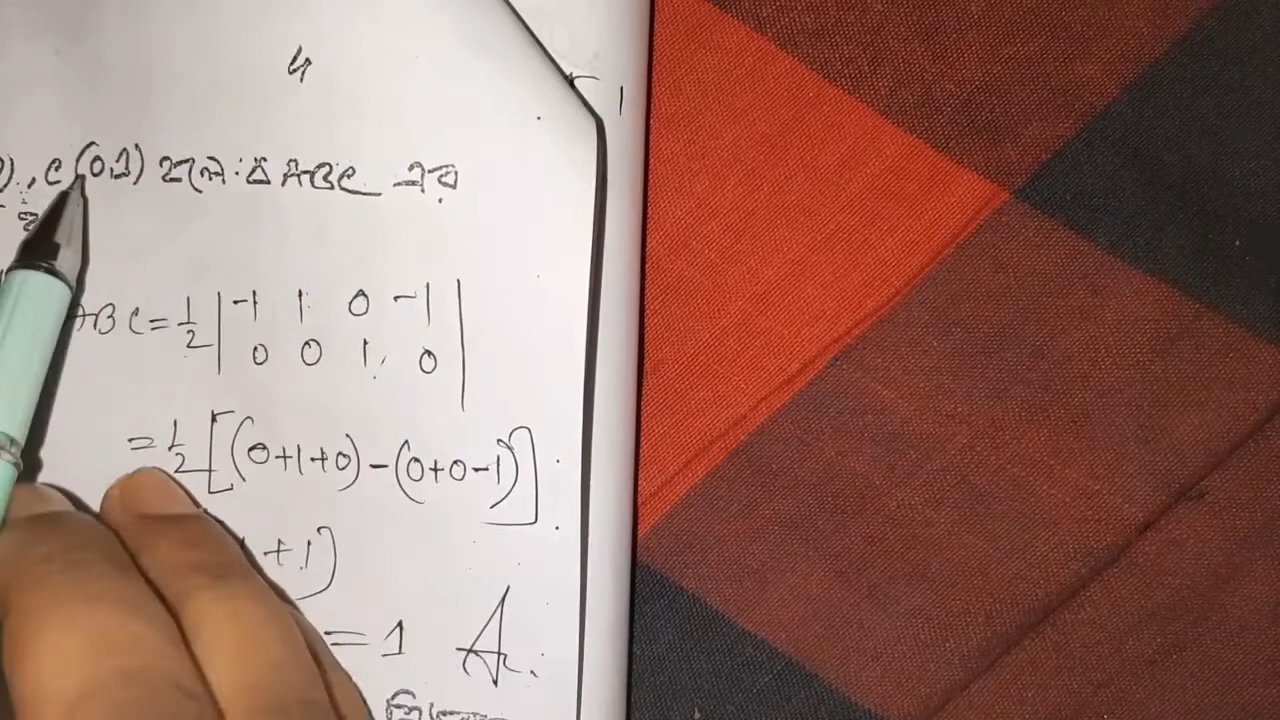 4
), C(0,1) হলে ΔABC এর
ABC = 1/2 | -1 1 0 -1 |
| 0 0 1 0 |
= 1/2 [(0+1+0)-(0+0-1)]
+1)
= 1